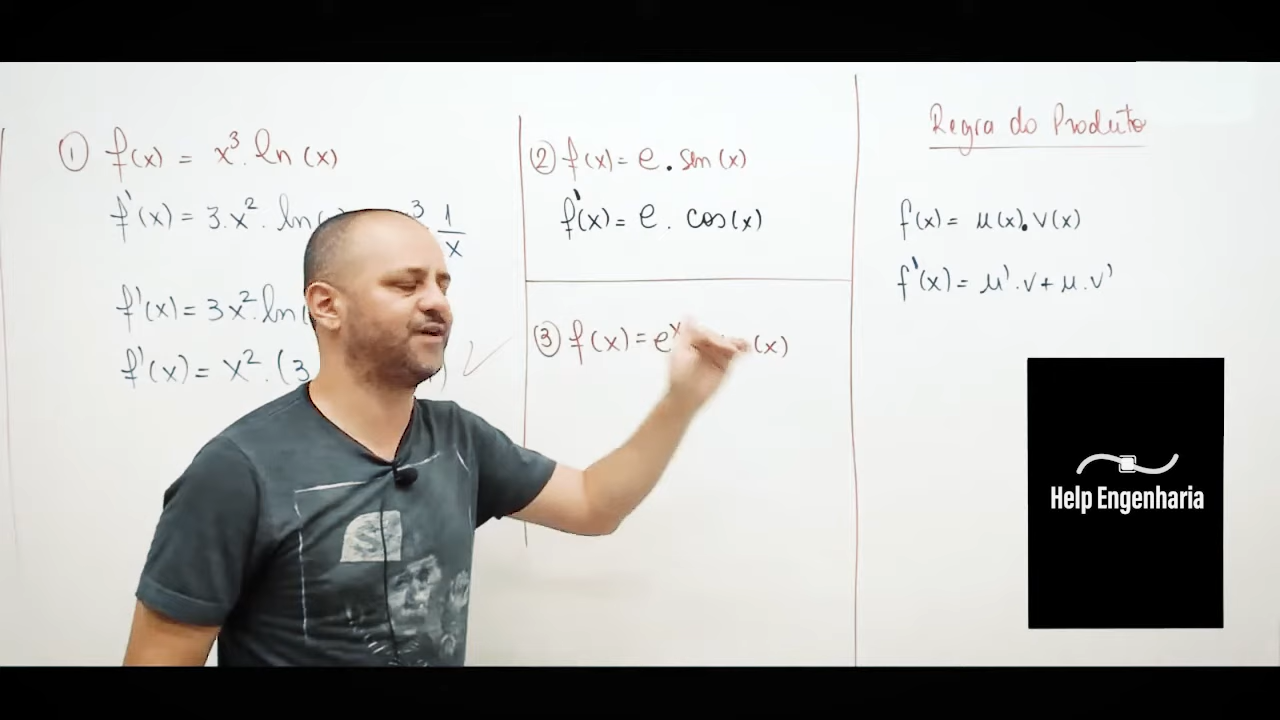 ① f(x) = x³ . ln (x)
f'(x) = 3.x² . ln ³ . 1/x
f'(x) = 3x² . ln
f'(x) = x² . (3 )
② f(x) = e . sen (x)
f'(x) = e . cos(x)
③ f(x) = eˣ (x)
Regra do Produto
f(x) = u(x) . v(x)
f'(x) = u' . v + u . v'
Help Engenharia